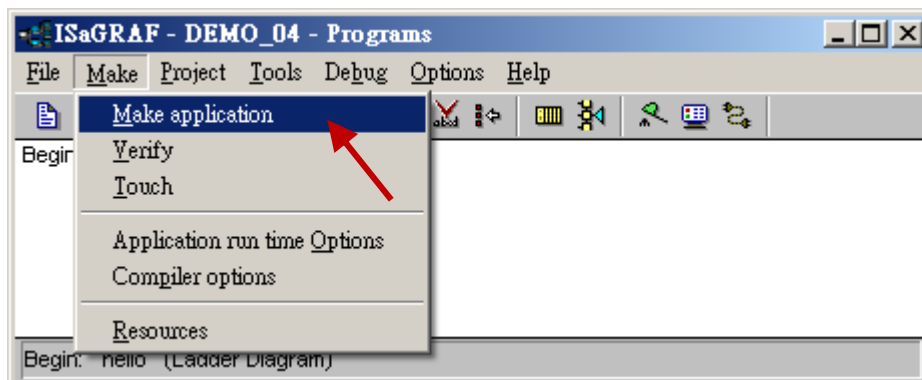 ISaGRAF - DEMO_04 - Programs
File Make Project Tools Debug Options Help
Make application
Begin
Verify
Touch
Application run time Options
Compiler options
Resources
Begin: hello (Ladder Diagram)